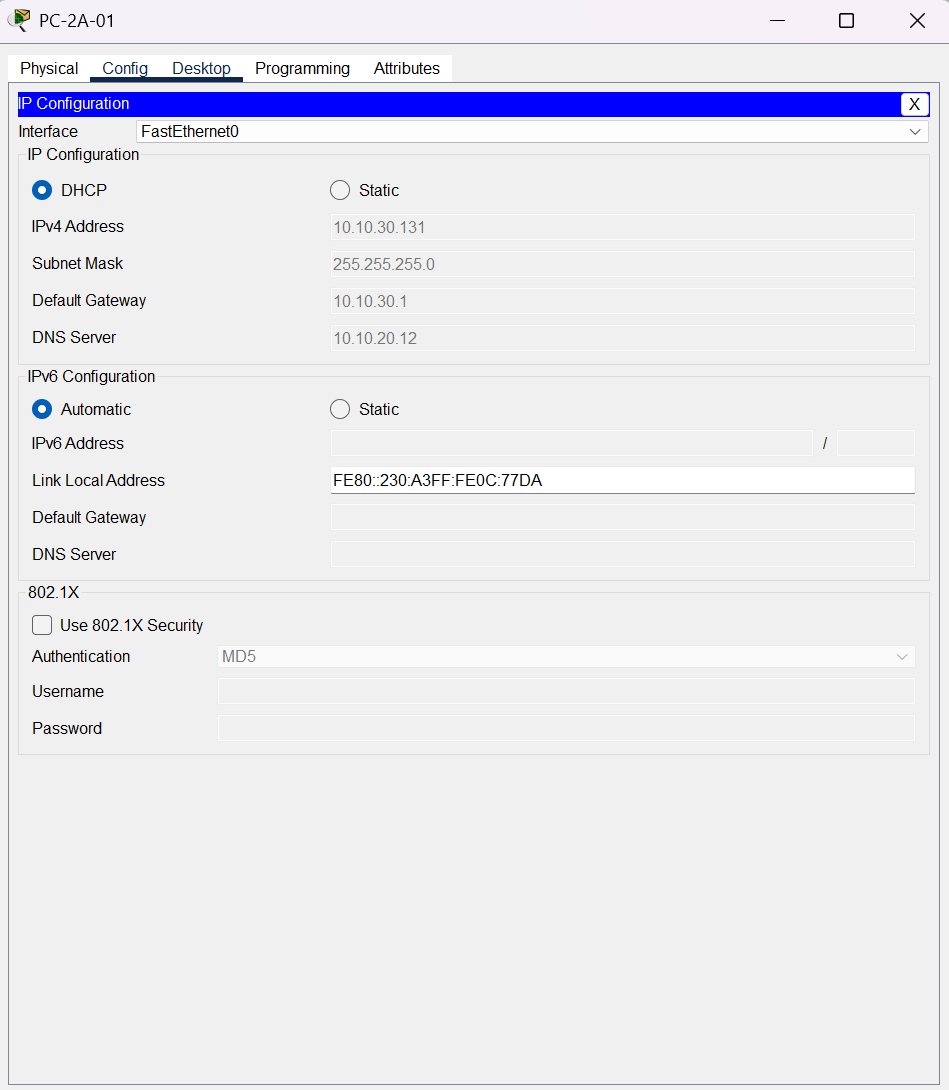 PC-2A-01
Physical Config Desktop Programming Attributes
IP Configuration X
Interface FastEthernet0
IP Configuration
DHCP Static
IPv4 Address 10.10.30.131
Subnet Mask 255.255.255.0
Default Gateway 10.10.30.1
DNS Server 10.10.20.12
IPv6 Configuration
Automatic Static
IPv6 Address /
Link Local Address FE80::230:A3FF:FE0C:77DA
Default Gateway
DNS Server
802.1X
Use 802.1X Security
Authentication MD5
Username
Password